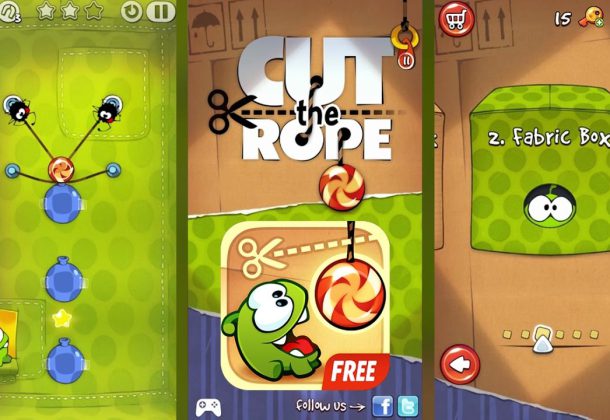 CUT
the
ROPE
FREE
follow us →
15
2. Fabric Box